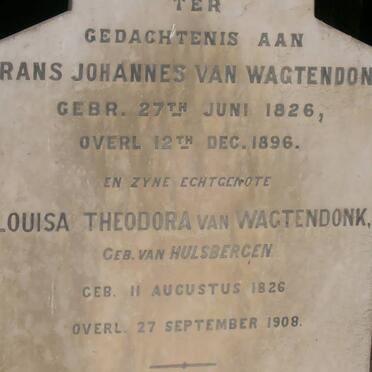 TER
GEDACHTENIS AAN
RANS JOHANNES VAN WAGTENDON
GEBR. 27TH JUNI 1826,
OVERL 12TH DEC. 1896.
EN ZYNE ECHTGENOTE
LOUISA THEODORA VAN WAGTENDONK,
GEB. VAN HULSBERGEN
GEB. 11 AUGUSTUS 1826
OVERL. 27 SEPTEMBER 1908.